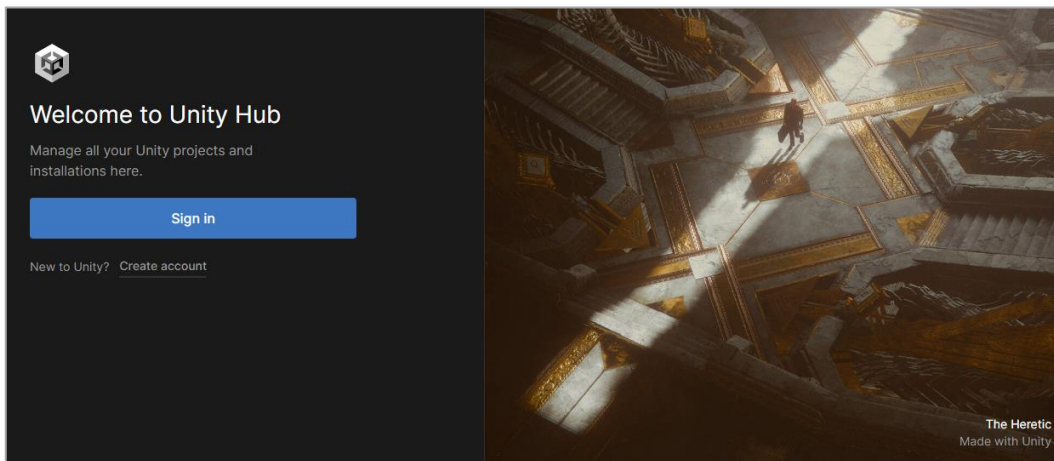 Welcome to Unity Hub
Manage all your Unity projects and
installations here.
Sign in
New to Unity? Create account
The Heretic
Made with Unity